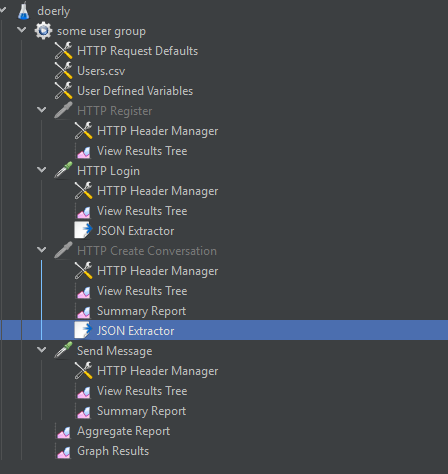 doerly
some user group
HTTP Request Defaults
Users.csv
User Defined Variables
HTTP Register
HTTP Header Manager
View Results Tree
HTTP Login
HTTP Header Manager
View Results Tree
JSON Extractor
HTTP Create Conversation
HTTP Header Manager
View Results Tree
Summary Report
JSON Extractor
Send Message
HTTP Header Manager
View Results Tree
Summary Report
Aggregate Report
Graph Results